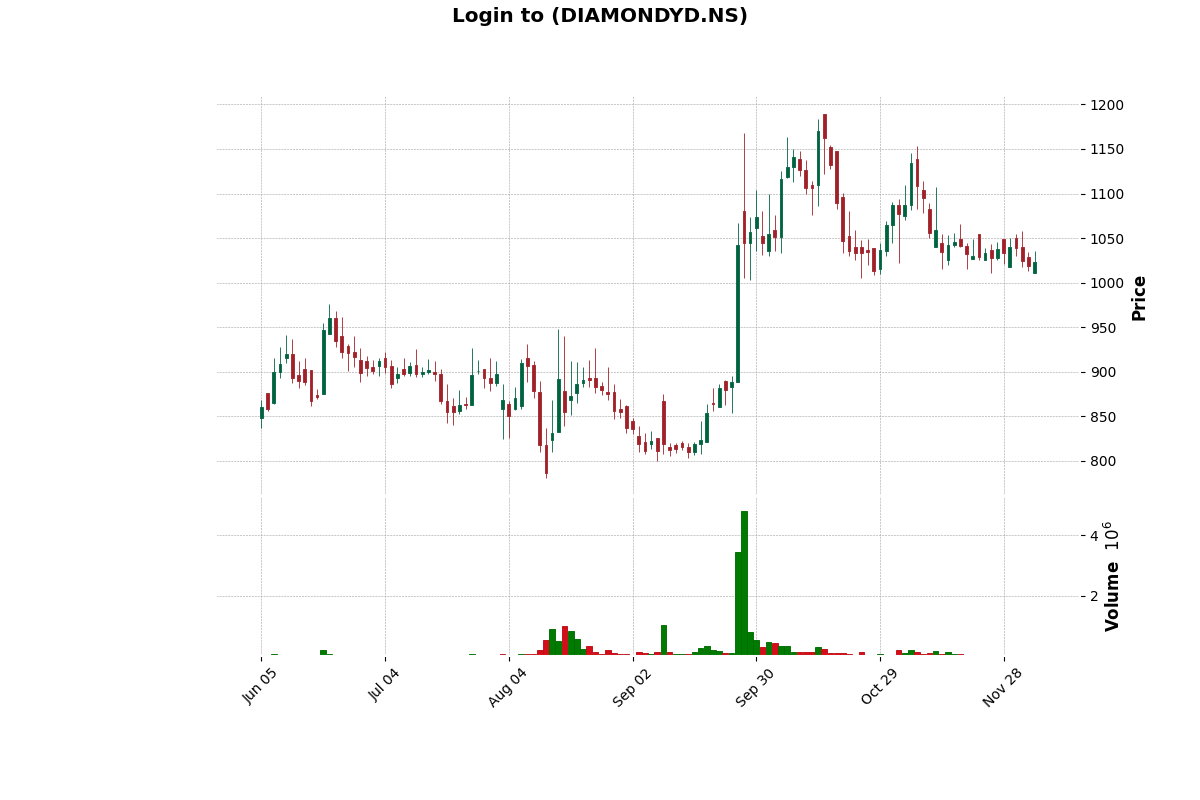 Login to (DIAMONDYD.NS)
1200
1150
1100
1050
1000
950
900
850
800
Price
4
2
Volume 10^6
Jun 05
Jul 04
Aug 04
Sep 02
Sep 30
Oct 29
Nov 28